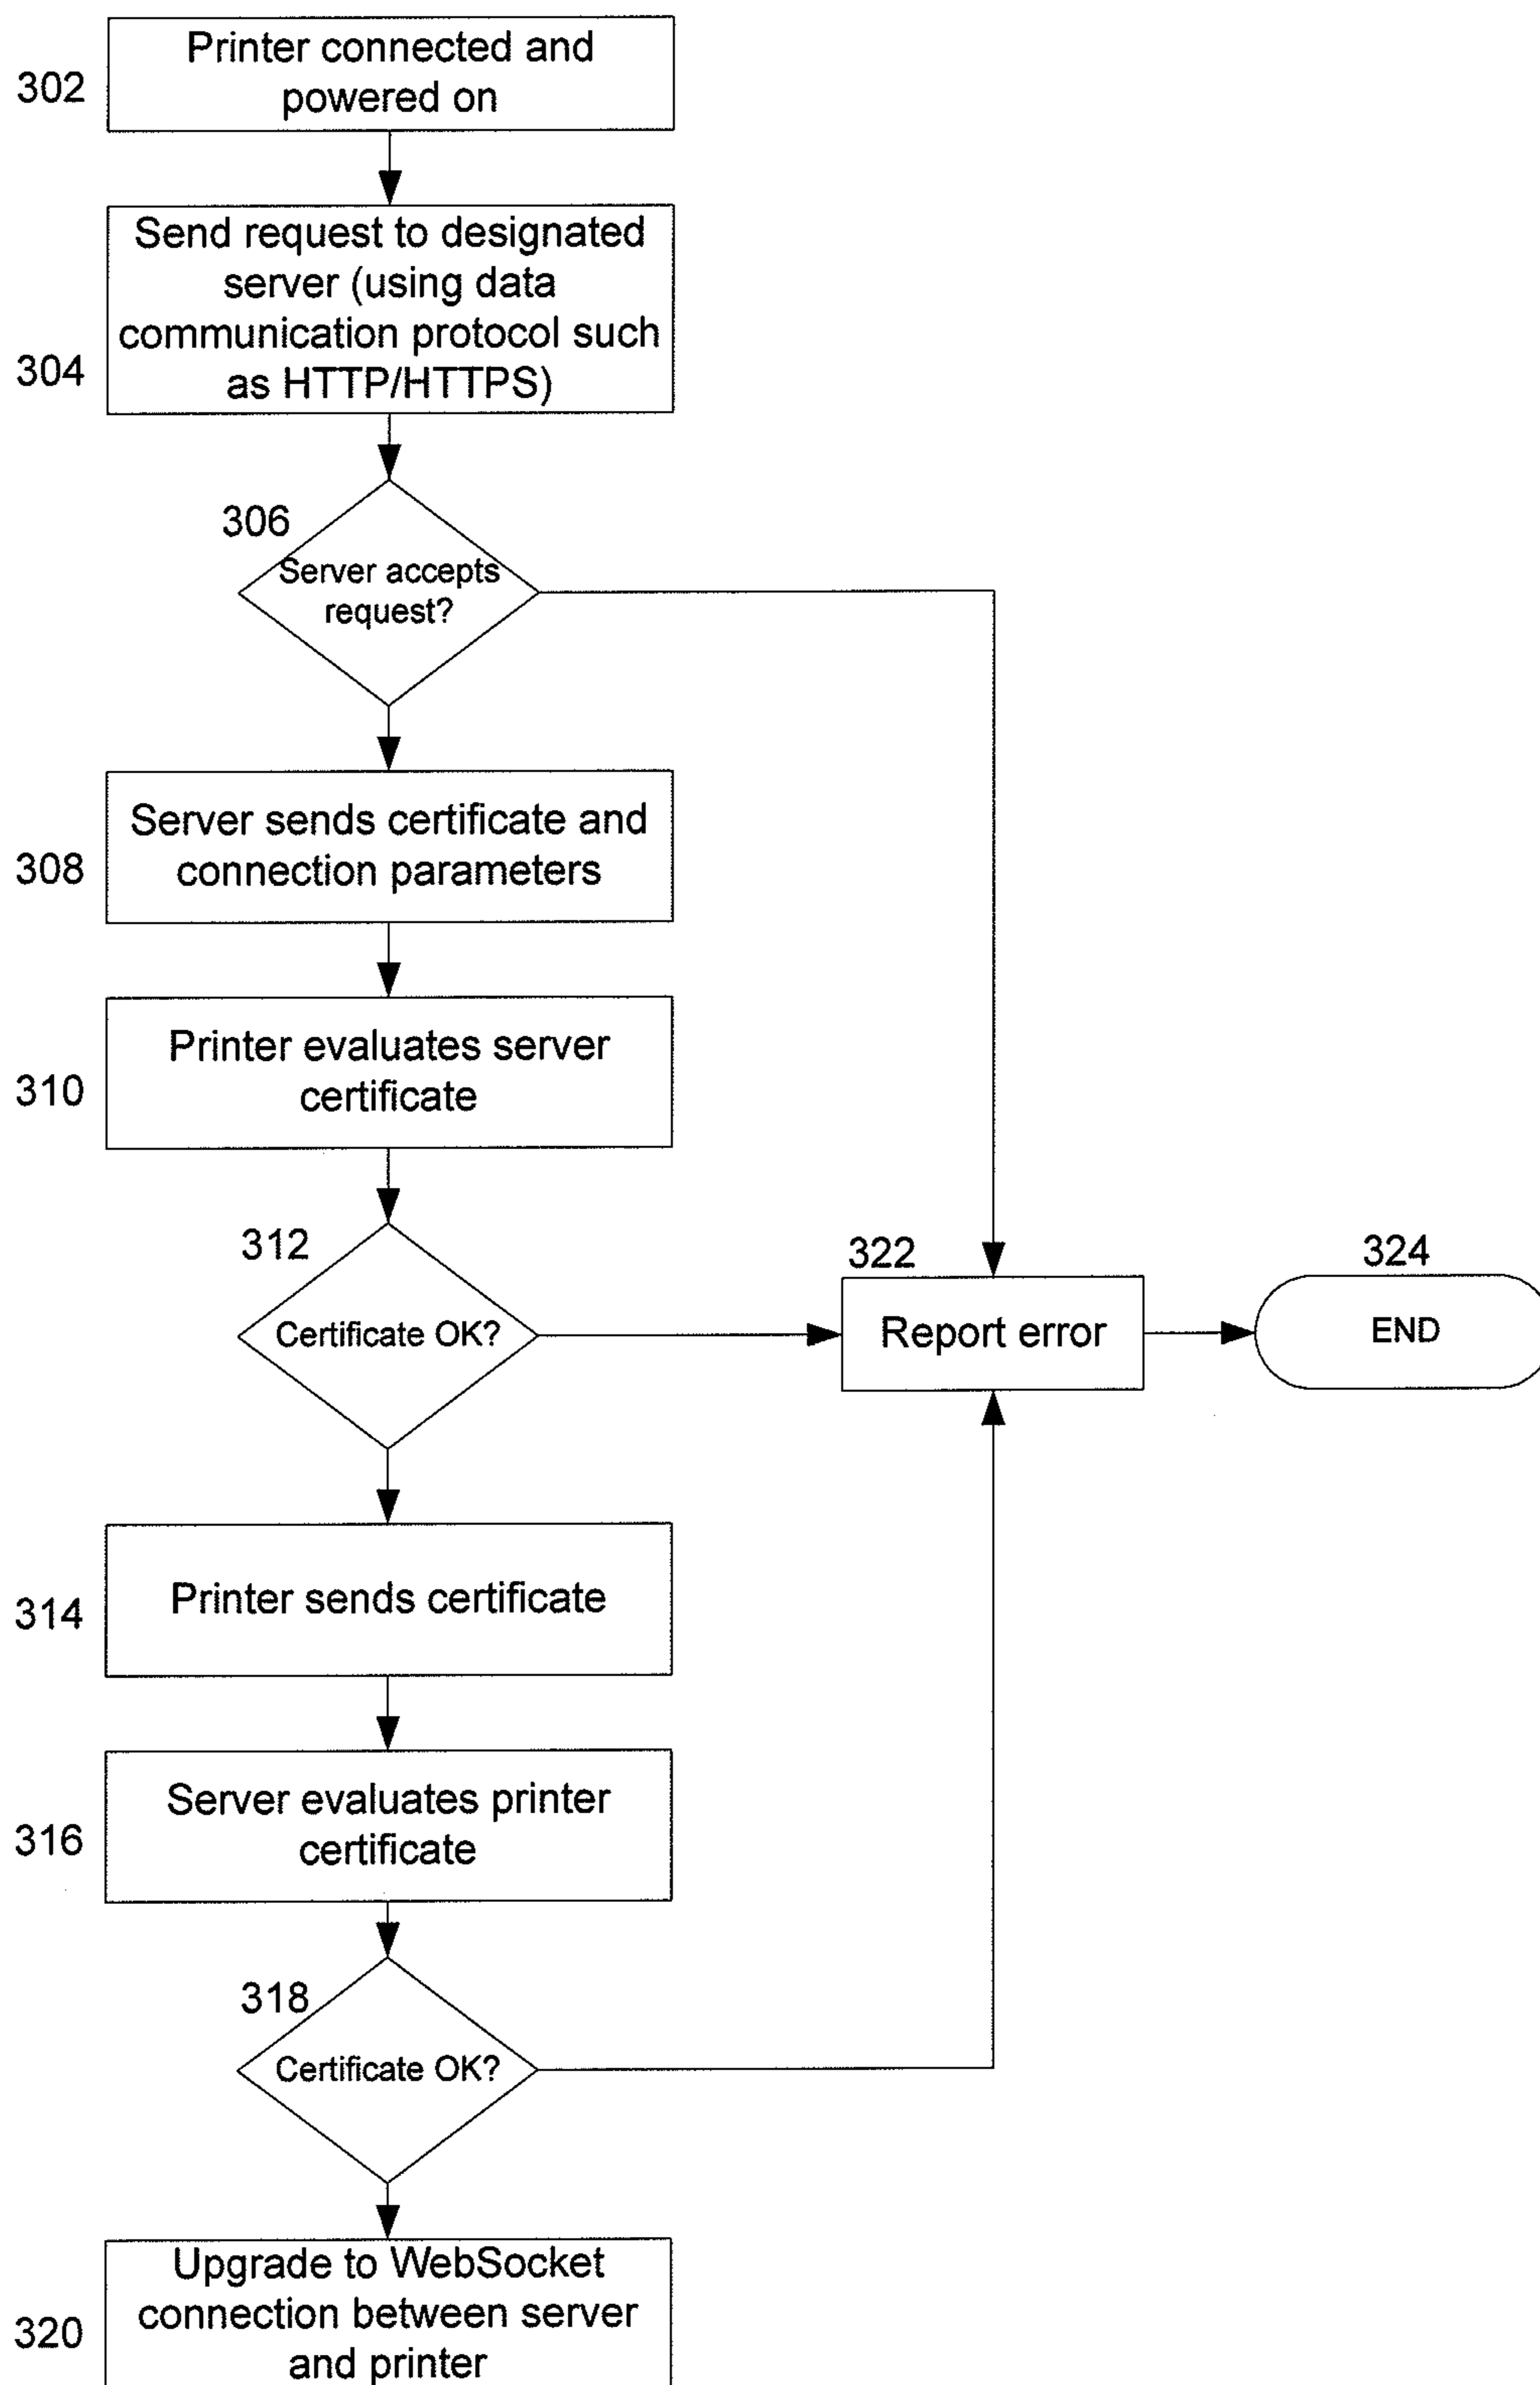 Printer connected and
powered on
302
Send request to designated
server (using data
communication protocol such
as HTTP/HTTPS)
304
306
Server accepts
request?
Server sends certificate and
connection parameters
308
Printer evaluates server
certificate
310
312
Certificate OK?
322
Report error
324
END
Printer sends certificate
314
Server evaluates printer
certificate
316
318
Certificate OK?
Upgrade to WebSocket
connection between server
and printer
320